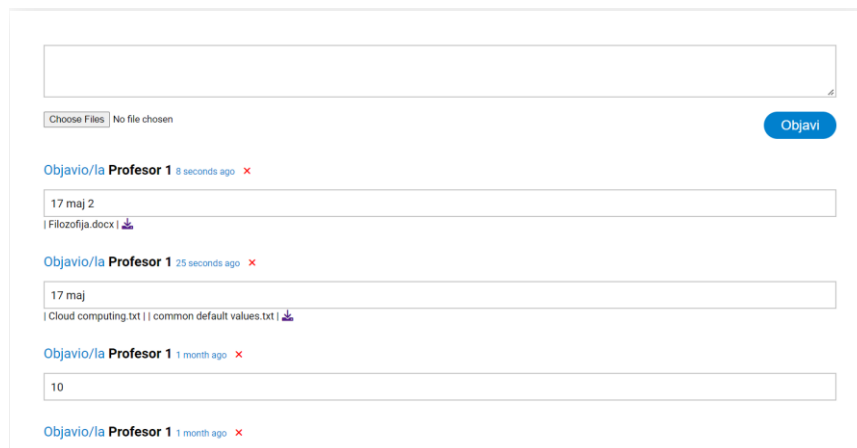 Choose Files No file chosen
Objavi
Objavio/la Profesor 1 8 seconds ago ×
17 maj 2
| Filozofija.docx |
Objavio/la Profesor 1 25 seconds ago ×
17 maj
| Cloud computing.txt | | common default values.txt |
Objavio/la Profesor 1 1 month ago ×
10
Objavio/la Profesor 1 1 month ago ×